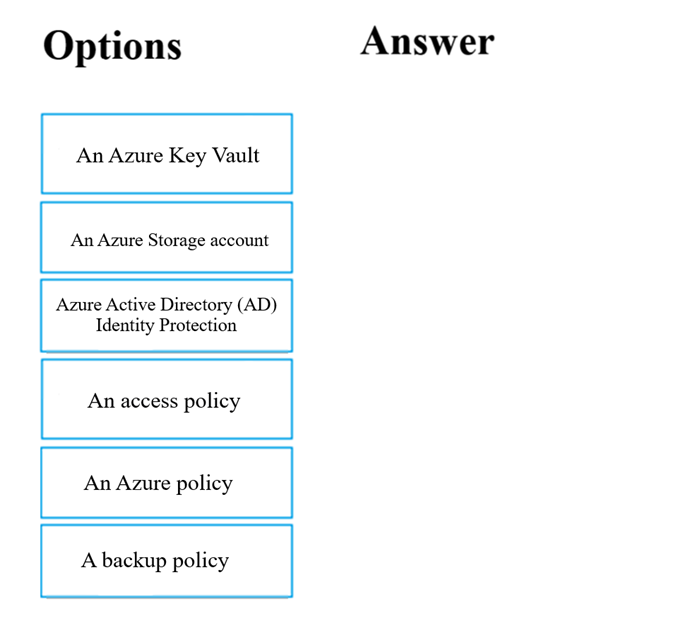 Options
Answer
An Azure Key Vault
An Azure Storage account
Azure Active Directory (AD)
Identity Protection
An access policy
An Azure policy
A backup policy